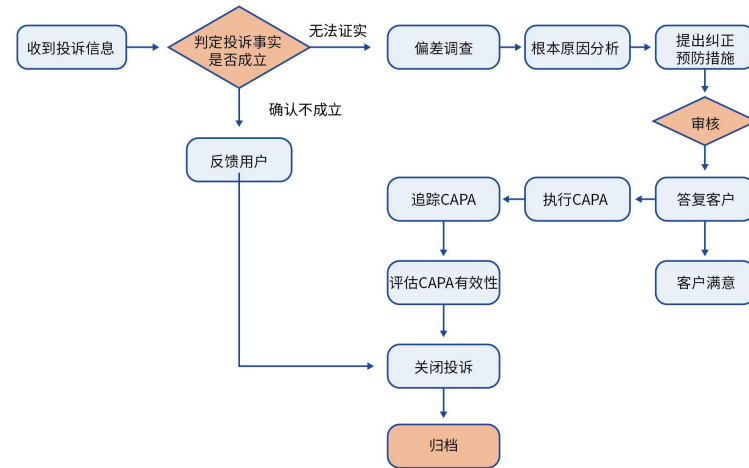 收到投诉信息
判定投诉事实
是否成立
无法证实
偏差调查
根本原因分析
提出纠正
预防措施
确认不成立
审核
反馈用户
追踪CAPA
执行CAPA
答复客户
评估CAPA有效性
客户满意
关闭投诉
归档